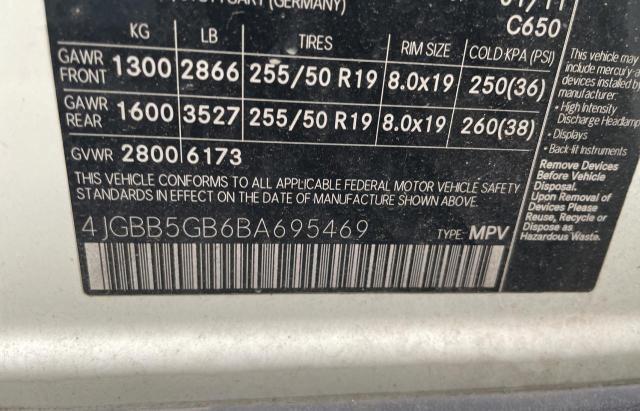 (GERMANY)
C650
KG LB TIRES RIM SIZE COLD·KPA (PSI)
GAWR FRONT 1300 2866 255/50 R19 8.0x19 250(36)
GAWR REAR 1600 3527 255/50 R19 8.0x19 260(38)
GVWR 2800 6173
THIS VEHICLE CONFORMS TO ALL APPLICABLE FEDERAL MOTOR VEHICLE SAFETY
STANDARDS IN EFFECT ON THE DATE OF MANUFACTURE SHOWN ABOVE.
4JGBB5GB6BA695469 TYPE: MPV
This vehicle may
include mercury-
devices installed by
manufacturer:
• High Intensity
Discharge Headlamp
• Displays
• Back-lit Instruments
Remove Devices
Before Vehicle
Disposal.
Upon Removal of
Devices Please
Reuse, Recycle or
Dispose as
Hazardous Waste.